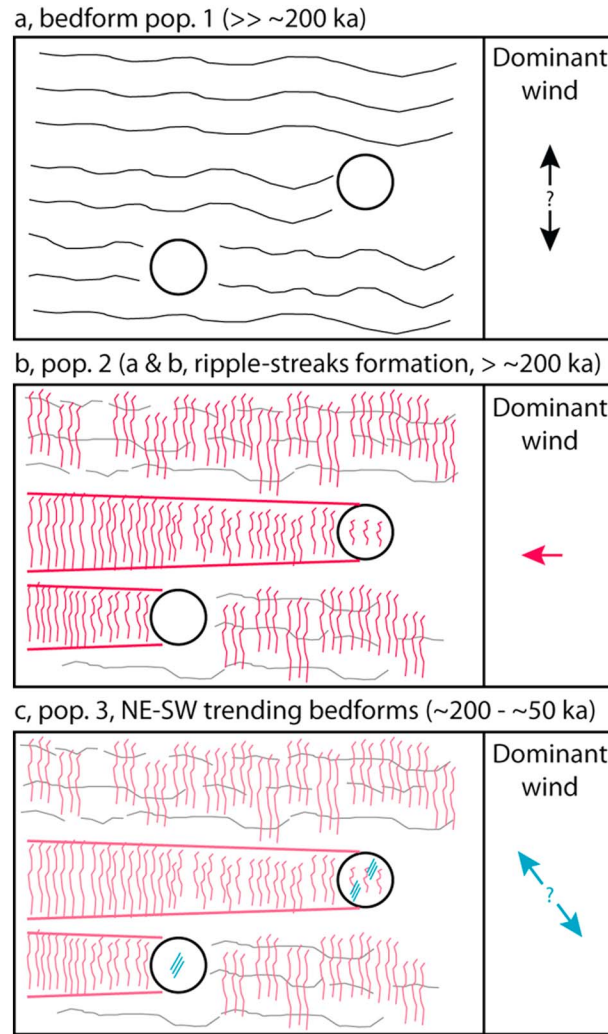 a, bedform pop. 1 (>> ~200 ka)
Dominant
wind
?
b, pop. 2 (a & b, ripple-streaks formation, > ~200 ka)
Dominant
wind
c, pop. 3, NE-SW trending bedforms (~200 - ~50 ka)
Dominant
wind
?